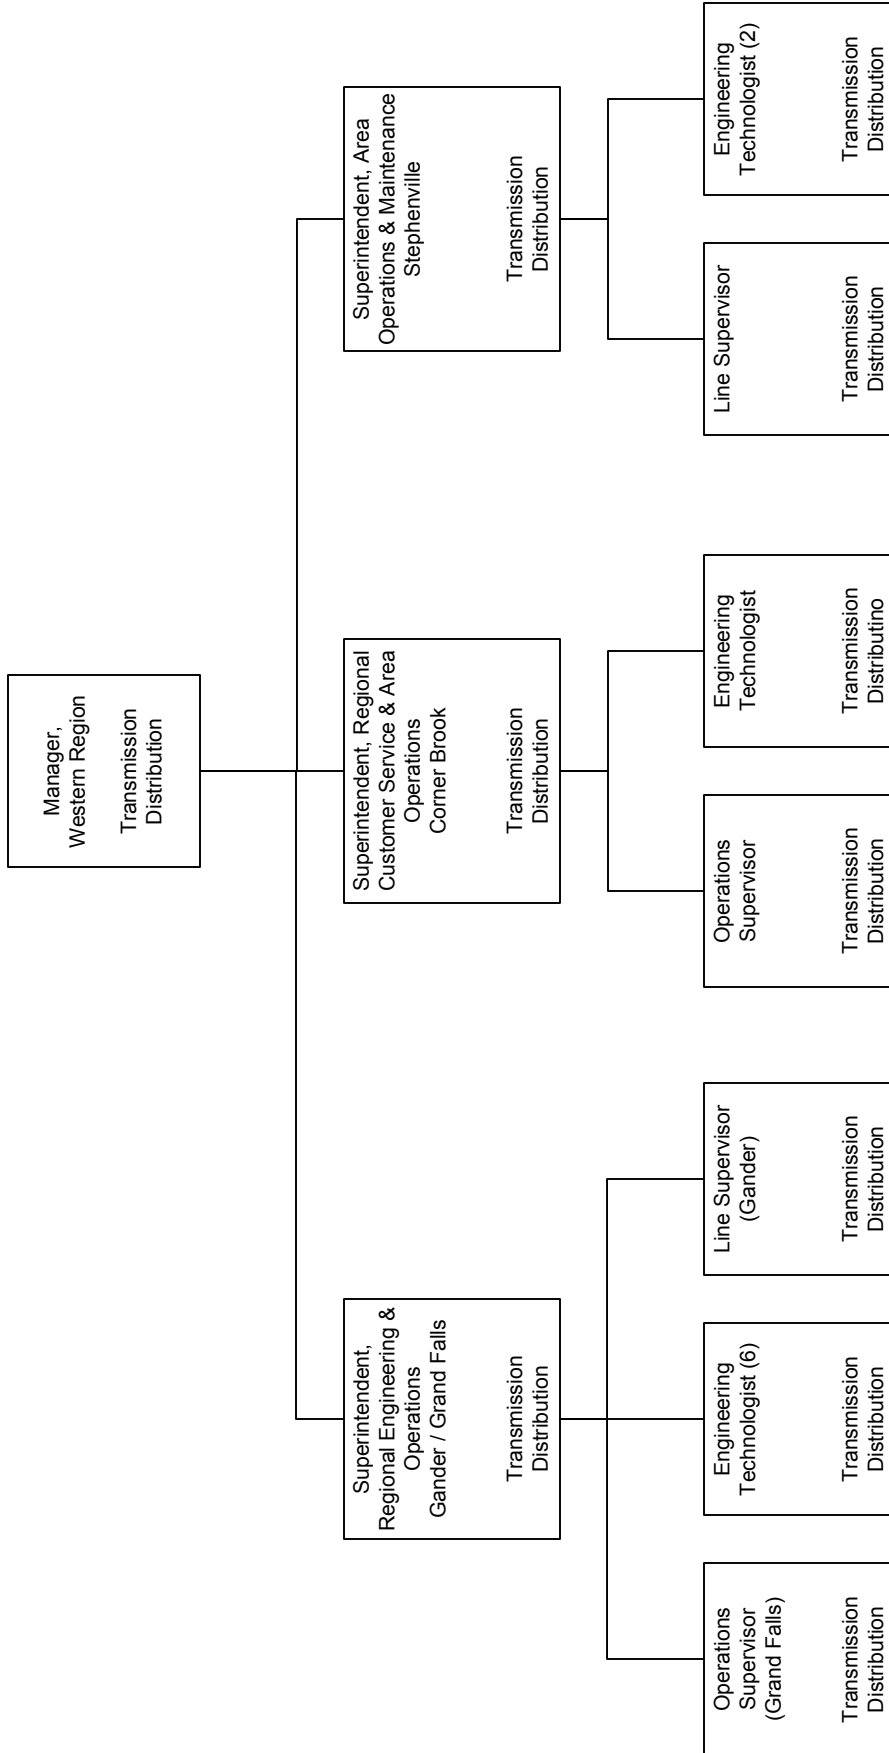 Manager,
Western Region
Transmission
Distribution
Superintendent,
Regional Engineering &
Operations
Gander / Grand Falls
Transmission
Distribution
Superintendent, Regional
Customer Service & Area
Operations
Corner Brook
Transmission
Distribution
Superintendent, Area
Operations & Maintenance
Stephenville
Transmission
Distribution
Operations
Supervisor
(Grand Falls)
Transmission
Distribution
Engineering
Technologist (6)
Transmission
Distribution
Line Supervisor
(Gander)
Transmission
Distribution
Operations
Supervisor
Transmission
Distribution
Engineering
Technologist
Transmission
Distributino
Line Supervisor
Transmission
Distribution
Engineering
Technologist (2)
Transmission
Distribution